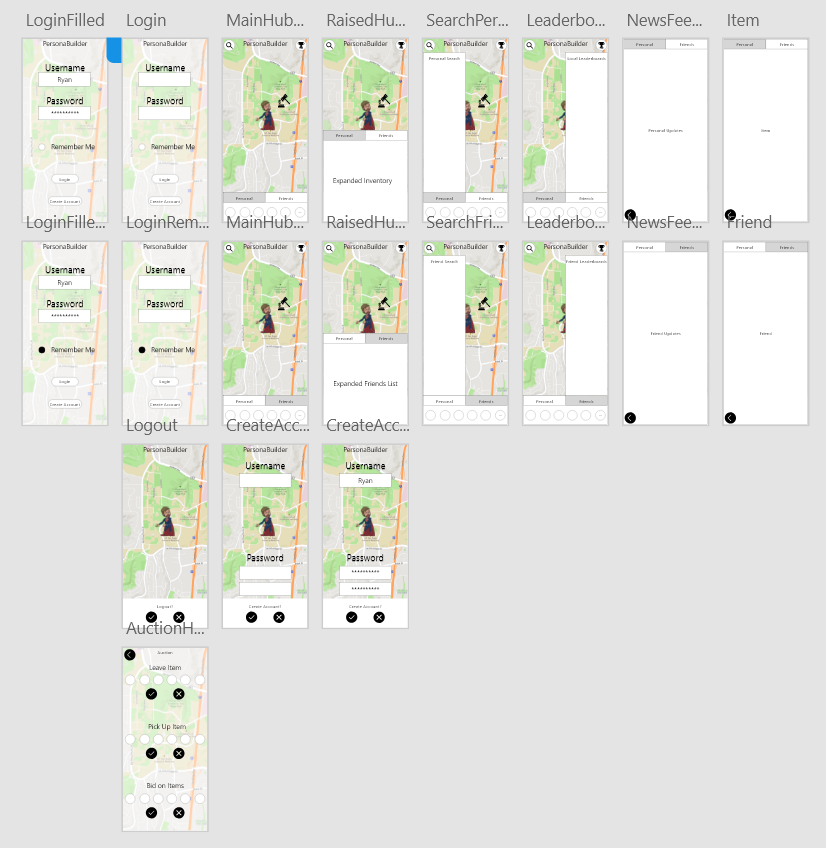 LoginFilled
Login
MainHub...
RaisedHu...
SearchPer...
Leaderbo...
NewsFee...
Item
PersonaBuilder
Username
Ryan
Password
**********
Remember Me
Login
Create Account
PersonaBuilder
Username
Password
Remember Me
Login
Create Account
PersonaBuilder
Personal
Friends
PersonaBuilder
Personal
Friends
Expanded Inventory
PersonaBuilder
Personal Search
Personal
Friends
PersonaBuilder
Local Leaderboards
Personal
Friends
Personal
Friends
Personal Updates
Personal
Friends
Item
LoginFille...
LoginRem...
MainHub...
RaisedHu...
SearchFri...
Leaderbo...
NewsFee...
Friend
PersonaBuilder
Username
Ryan
Password
**********
Remember Me
Login
Create Account
PersonaBuilder
Username
Password
Remember Me
Login
Create Account
PersonaBuilder
Personal
Friends
PersonaBuilder
Personal
Friends
Expanded Friends List
PersonaBuilder
Friend Search
Personal
Friends
PersonaBuilder
Friend Leaderboards
Personal
Friends
Personal
Friends
Friend Updates
Personal
Friends
Friend
Logout
CreateAcc...
CreateAcc...
PersonaBuilder
Logout?
PersonaBuilder
Username
Password
Create Account?
PersonaBuilder
Username
Ryan
Password
**********
**********
Create Account?
AuctionH...
Auction
Leave Item
Pick Up Item
Bid on Items